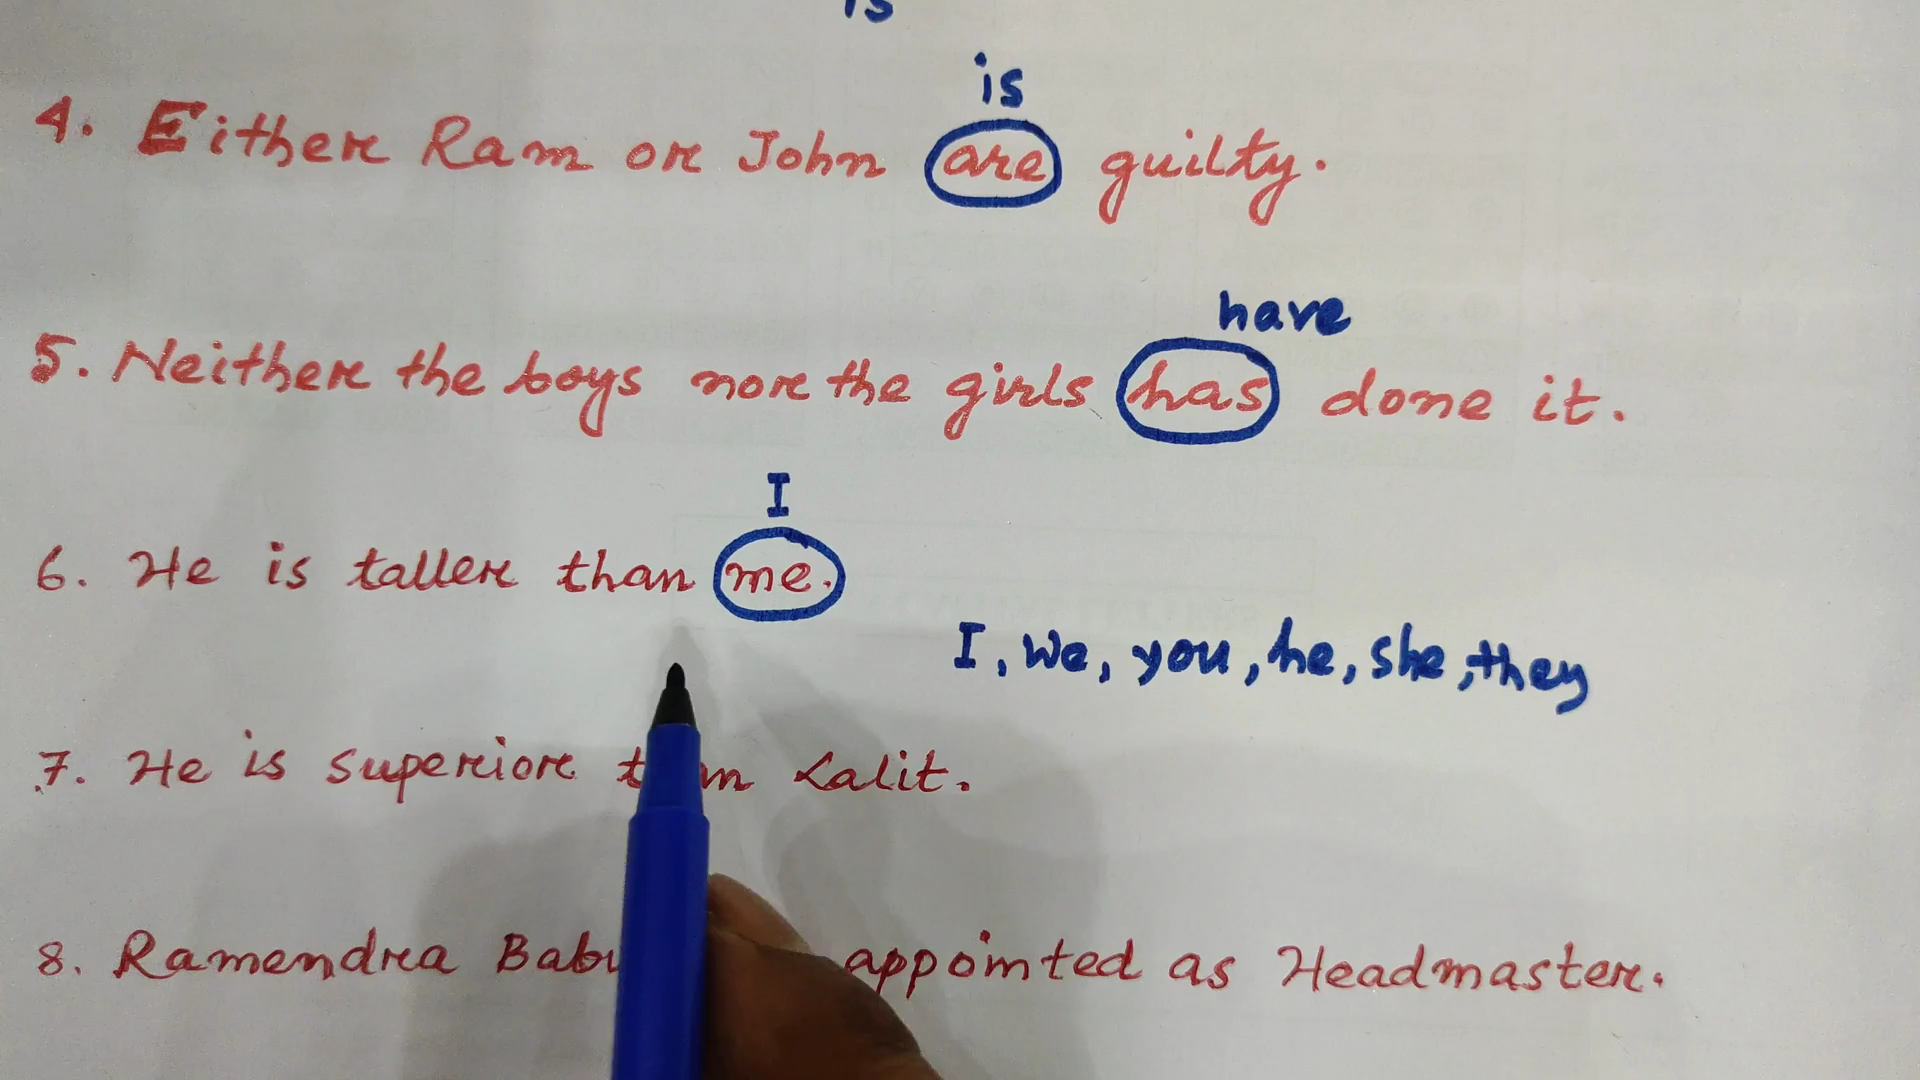 is
is
4. Either Ram or John are guilty.
have
5. Neither the boys nor the girls has done it.
I
6. He is taller than me.
I, We, you, he, she, they
7. He is superior Lalit.
8. Ramendra appointed as Headmaster.